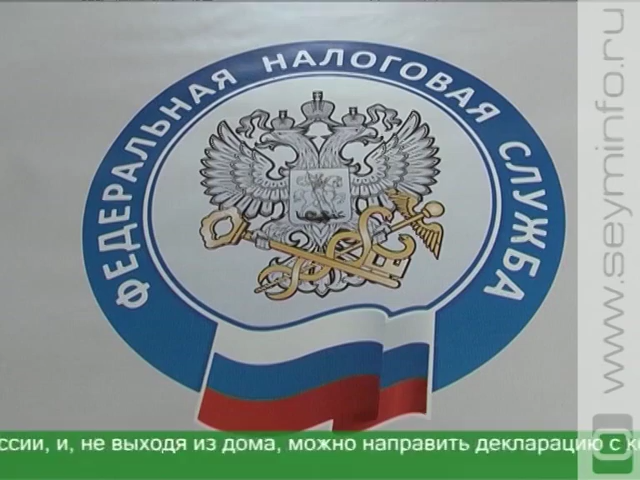 ФЕДЕРАЛЬНАЯ НАЛОГОВАЯ СЛУЖБА
www.seyminfo.ru
ссии, и, не выходя из дома, можно направить декларацию с